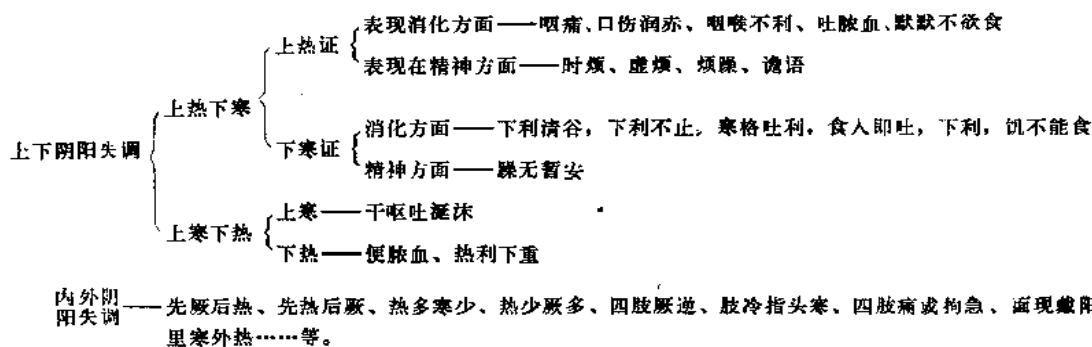 表现消化方面——咽痛、口伤润赤、咽喉不利、吐脓血、默默不欲食
上热证
表现在精神方面——时烦、虚烦、烦躁、谵语
上热下寒
消化方面——下利清谷，下利不止，寒格吐利，食入即吐，下利，饥不能食
下寒证
精神方面——躁无暂安
上下阴阳失调
上寒——干呕吐涎沫
上寒下热
下热——便脓血、热利下重
内外阴
阳失调——先厥后热、先热后厥、热多寒少、热少厥多、四肢厥逆、肢冷指头寒、四肢痛或拘急、面现戴阳
里寒外热……等。